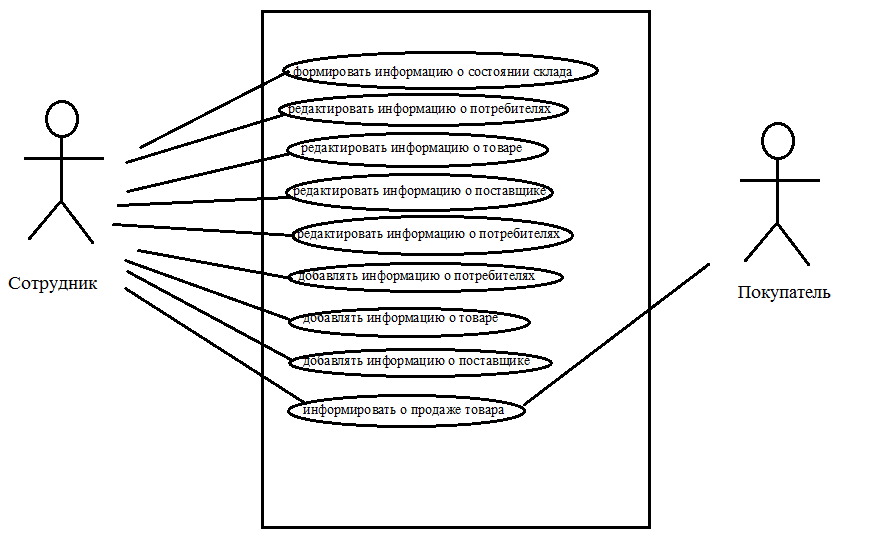 формировать информацию о состоянии склада
редактировать информацию о потребителях
редактировать информацию о товаре
редактировать информацию о поставщике
редактировать информацию о потребителях
добавлять информацию о потребителях
добавлять информацию о товаре
добавлять информацию о поставщике
информировать о продаже товара
Сотрудник
Покупатель